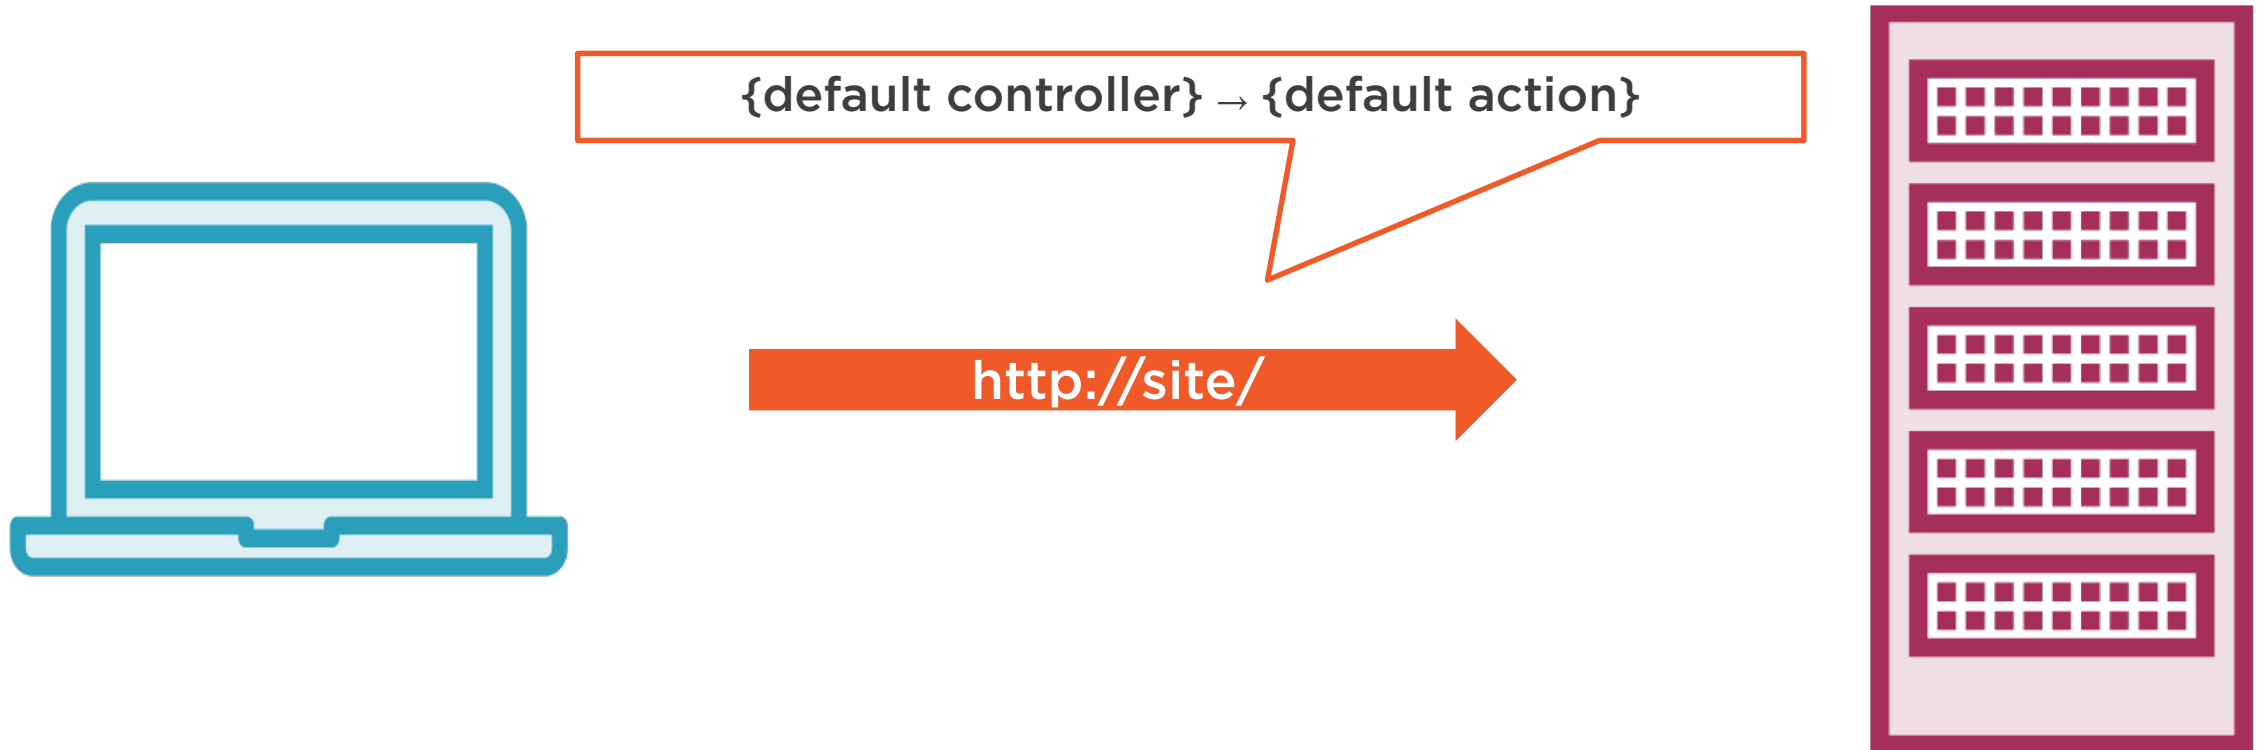 {default controller} → {default action}
http://site/